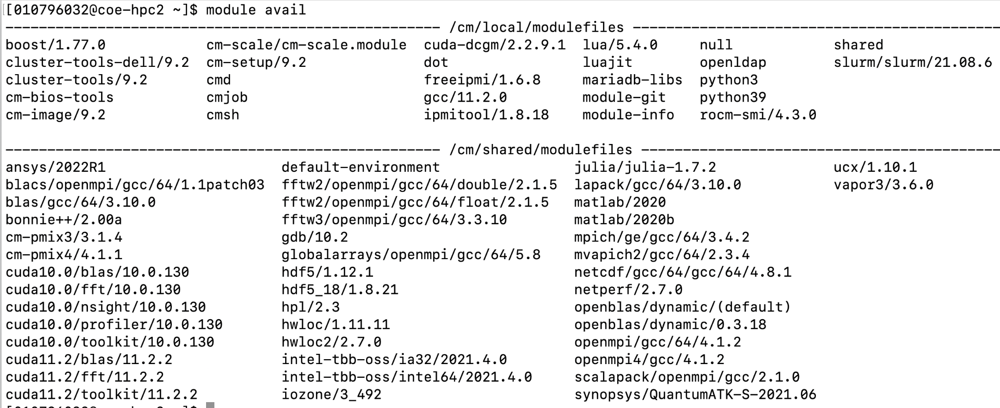 [010796032@coe-hpc2 ~]$ module avail
---------------------------------------------------- /cm/local/modulefiles --------------------------------------------
boost/1.77.0 cm-scale/cm-scale.module cuda-dcgm/2.2.9.1 lua/5.4.0 null shared
cluster-tools-dell/9.2 cm-setup/9.2 dot luajit openldap slurm/slurm/21.08.6
cluster-tools/9.2 cmd freeipmi/1.6.8 mariadb-libs python3
cm-bios-tools cmjob gcc/11.2.0 module-git python39
cm-image/9.2 cmsh ipmitool/1.8.18 module-info rocm-smi/4.3.0
---------------------------------------------------- /cm/shared/modulefiles -------------------------------------------
ansys/2022R1 default-environment julia/julia-1.7.2 ucx/1.10.1
blacs/openmpi/gcc/64/1.1patch03 fftw2/openmpi/gcc/64/double/2.1.5 lapack/gcc/64/3.10.0 vapor3/3.6.0
blas/gcc/64/3.10.0 fftw2/openmpi/gcc/64/float/2.1.5 matlab/2020
bonnie++/2.00a fftw3/openmpi/gcc/64/3.3.10 matlab/2020b
cm-pmix3/3.1.4 gdb/10.2 mpich/ge/gcc/64/3.4.2
cm-pmix4/4.1.1 globalarrays/openmpi/gcc/64/5.8 mvapich2/gcc/64/2.3.4
cuda10.0/blas/10.0.130 hdf5/1.12.1 netcdf/gcc/64/gcc/64/4.8.1
cuda10.0/fft/10.0.130 hdf5_18/1.8.21 netperf/2.7.0
cuda10.0/nsight/10.0.130 hpl/2.3 openblas/dynamic/(default)
cuda10.0/profiler/10.0.130 hwloc/1.11.11 openblas/dynamic/0.3.18
cuda10.0/toolkit/10.0.130 hwloc2/2.7.0 openmpi/gcc/64/4.1.2
cuda11.2/blas/11.2.2 intel-tbb-oss/ia32/2021.4.0 openmpi4/gcc/4.1.2
cuda11.2/fft/11.2.2 intel-tbb-oss/intel64/2021.4.0 scalapack/openmpi/gcc/2.1.0
cuda11.2/toolkit/11.2.2 iozone/3_492 synopsys/QuantumATK-S-2021.06